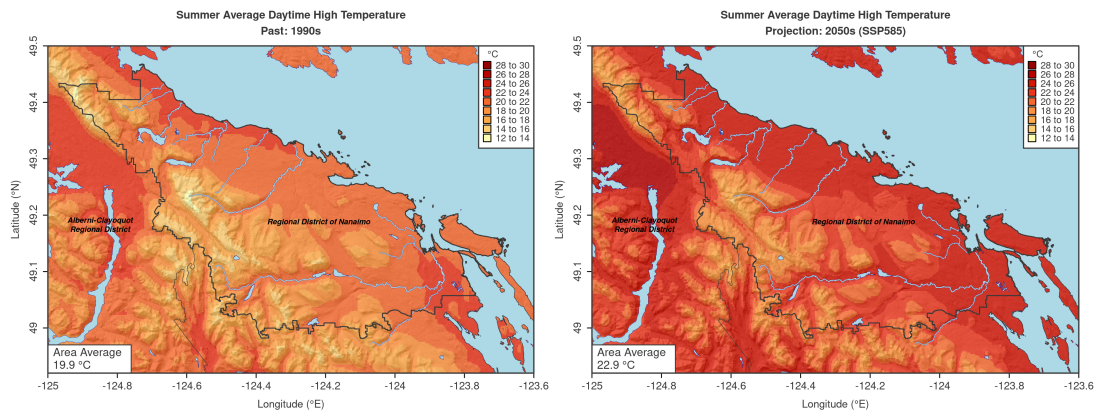 Summer Average Daytime High Temperature
Past: 1990s
°C
28 to 30
26 to 28
24 to 26
22 to 24
20 to 22
18 to 20
16 to 18
14 to 16
12 to 14
Alberni-Clayoquot
Regional District
Regional District of Nanaimo
Area Average
19.9 °C
Latitude (°N)
49.5
49.4
49.3
49.2
49.1
49
-125
-124.8
-124.6
-124.4
-124.2
-124
-123.8
-123.6
Longitude (°E)
Summer Average Daytime High Temperature
Projection: 2050s (SSP585)
°C
28 to 30
26 to 28
24 to 26
22 to 24
20 to 22
18 to 20
16 to 18
14 to 16
12 to 14
Alberni-Clayoquot
Regional District
Regional District of Nanaimo
Area Average
22.9 °C
Latitude (°N)
49.5
49.4
49.3
49.2
49.1
49
-125
-124.8
-124.6
-124.4
-124.2
-124
-123.8
-123.6
Longitude (°E)